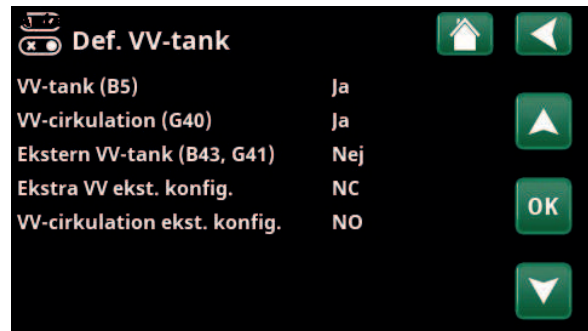 Def. VV-tank
VV-tank (B5) Ja
VV-cirkulation (G40) Ja
Ekstern VV-tank (B43, G41) Nej
Ekstra VV ekst. konfig. NC
VV-cirkulation ekst. konfig. NO
OK